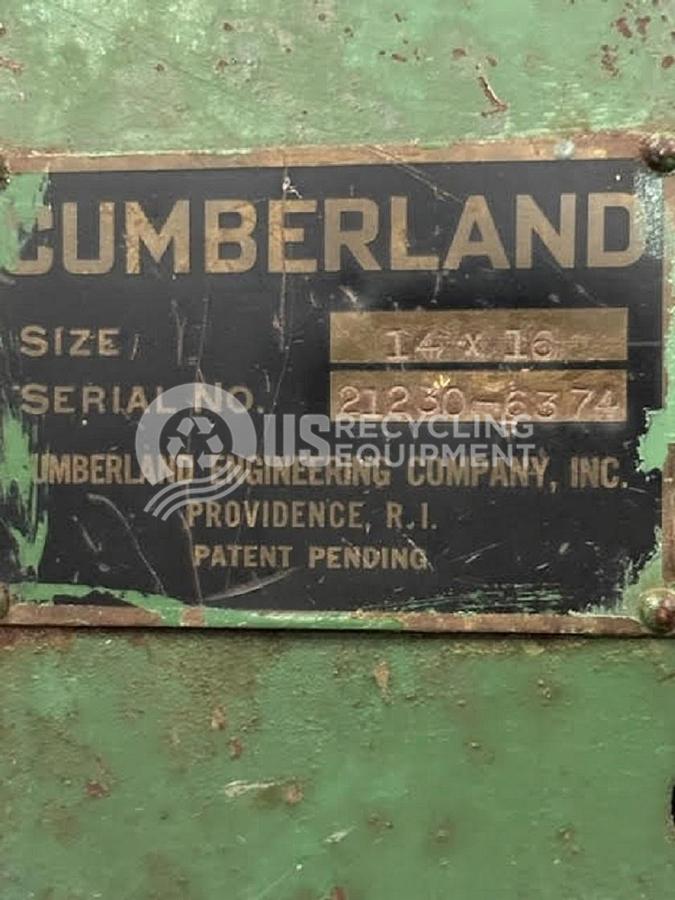 CUMBERLAND
SIZE 14 X 16
SERIAL NO. 21230-6374
CUMBERLAND ENGINEERING COMPANY, INC.
PROVIDENCE, R.I.
PATENT PENDING
US RECYCLING
EQUIPMENT